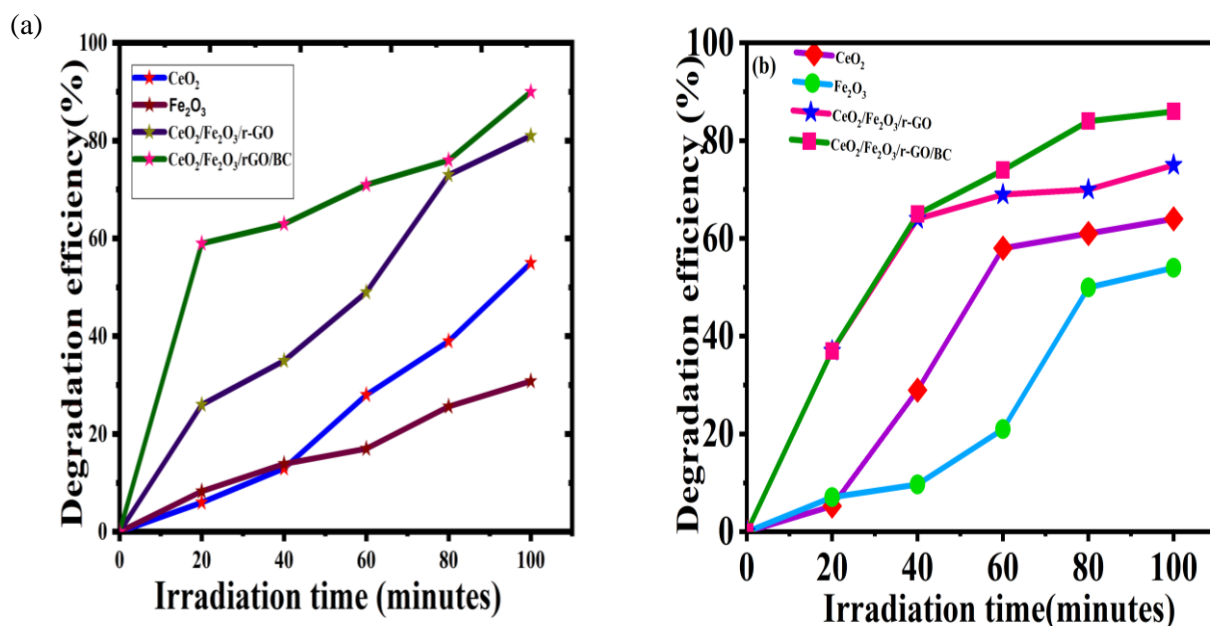 (a)
100
80
60
40
20
0
Degradation efficiency(%)
CeO₂
Fe₂O₃
CeO₂/Fe₂O₃/r-GO
CeO₂/Fe₂O₃/rGO/BC
0 20 40 60 80 100
Irradiation time (minutes)
100
80
60
40
20
0
Degradation efficiency (%)
(b)
CeO₂
Fe₂O₃
CeO₂/Fe₂O₃/r-GO
CeO₂/Fe₂O₃/r-GO/BC
0 20 40 60 80 100
Irradiation time(minutes)